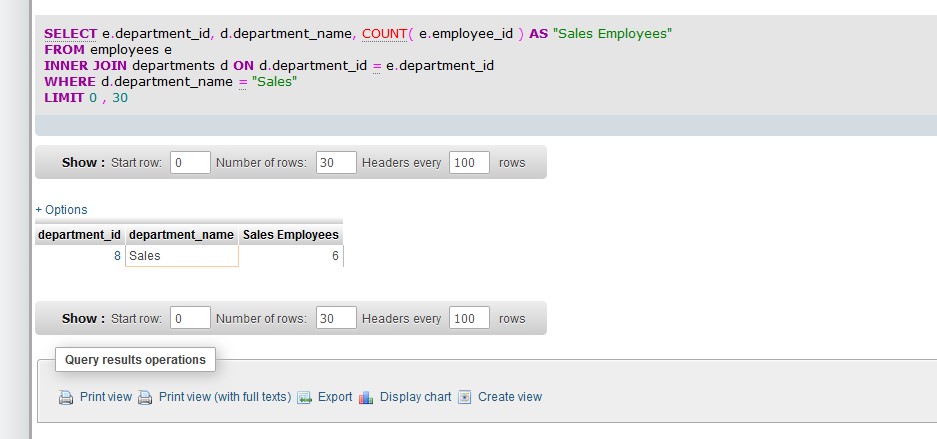 SELECT e.department_id, d.department_name, COUNT( e.employee_id ) AS "Sales Employees"
FROM employees e
INNER JOIN departments d ON d.department_id = e.department_id
WHERE d.department_name = "Sales"
LIMIT 0 , 30
Show : Start row: 0 Number of rows: 30 Headers every 100 rows
+ Options
department_id department_name Sales Employees
8 Sales 6
Show : Start row: 0 Number of rows: 30 Headers every 100 rows
Query results operations
Print view Print view (with full texts) Export Display chart Create view